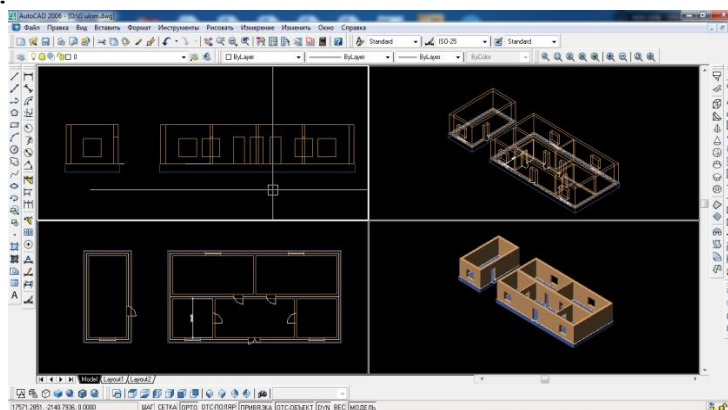 AutoCAD 2006 - [D:\G'ulom.dwg]
Файл Правка Вид Вставить Формат Инструменты Рисовать Измерение Изменить Окно Справка
Standard ISO-25 Standard
0 ByLayer ByLayer ByLayer ByColor
A
Model Layout1 Layout2
17571.2851, -2140.7936, 0.0000 ШАГ СЕТКА ОРТО ОТС-ПОЛЯР ПРИВЯЗКА ОТС-ОБЪЕКТ DYN ВЕС МОДЕЛЬ